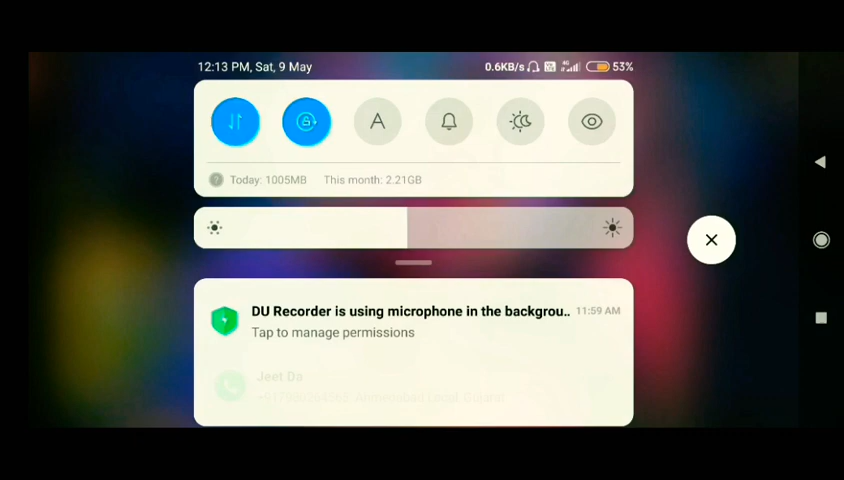 12:13 PM, Sat, 9 May
0.6KB/s 4G 53%
A
Today: 1005MB This month: 2.21GB
DU Recorder is using microphone in the backgrou.. 11:59 AM
Tap to manage permissions
Jeet Da